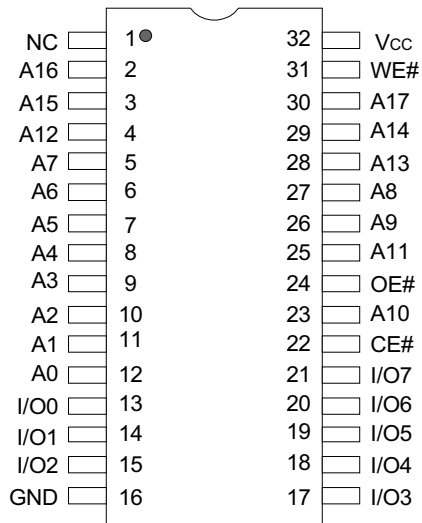 NC 1 32 Vcc
A16 2 31 WE#
A15 3 30 A17
A12 4 29 A14
A7 5 28 A13
A6 6 27 A8
A5 7 26 A9
A4 8 25 A11
A3 9 24 OE#
A2 10 23 A10
A1 11 22 CE#
A0 12 21 I/O7
I/O0 13 20 I/O6
I/O1 14 19 I/O5
I/O2 15 18 I/O4
GND 16 17 I/O3